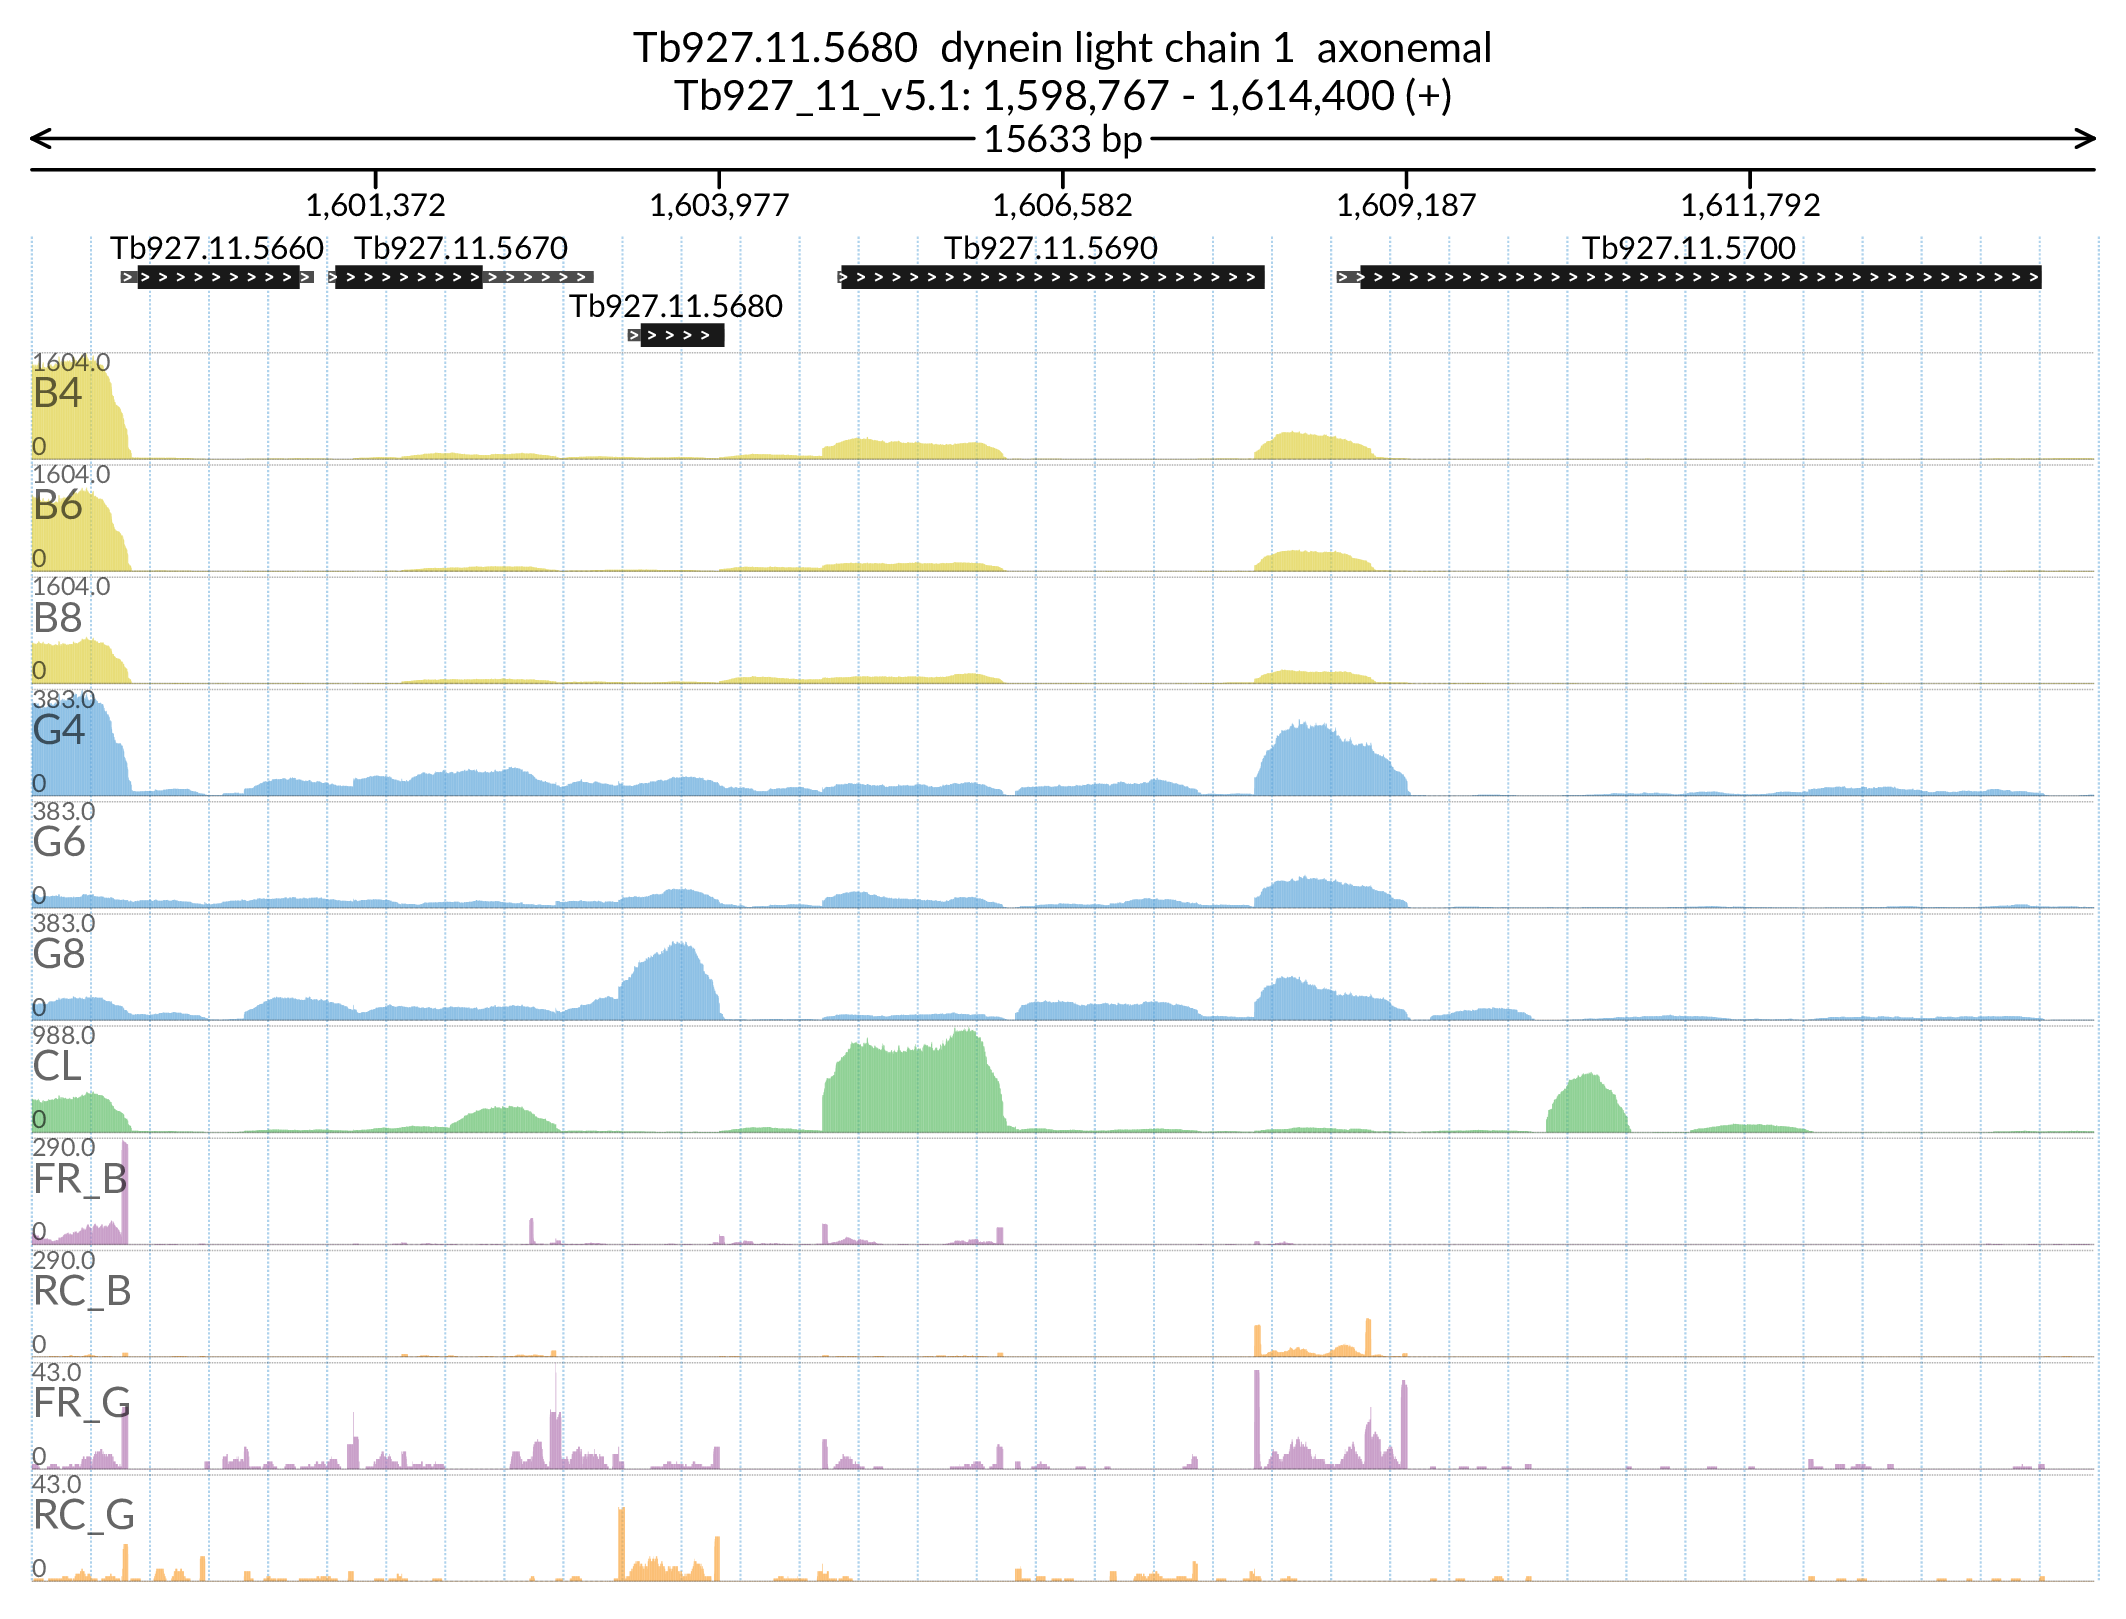 Tb927.11.5680  dynein light chain 1  axonemal
Tb927_11_v5.1: 1,598,767 - 1,614,400 (+)
15633 bp
1,601,372 1,603,977 1,606,582 1,609,187 1,611,792
Tb927.11.5660 Tb927.11.5670 Tb927.11.5690 Tb927.11.5700
Tb927.11.5680
1604.0
B4
0
1604.0
B6
0
1604.0
B8
0
383.0
G4
0
383.0
G6
0
383.0
G8
0
988.0
CL
0
290.0
FR_B
0
290.0
RC_B
0
43.0
FR_G
0
43.0
RC_G
0